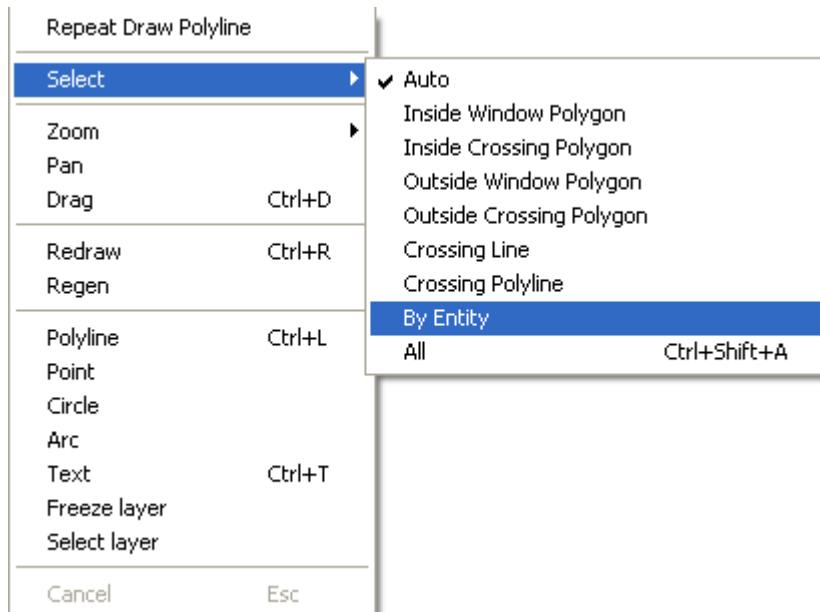 Repeat Draw Polyline
Select
Zoom
Pan
Drag Ctrl+D
Redraw Ctrl+R
Regen
Polyline Ctrl+L
Point
Circle
Arc
Text Ctrl+T
Freeze layer
Select layer
Cancel Esc
Auto
Inside Window Polygon
Inside Crossing Polygon
Outside Window Polygon
Outside Crossing Polygon
Crossing Line
Crossing Polyline
By Entity
All Ctrl+Shift+A